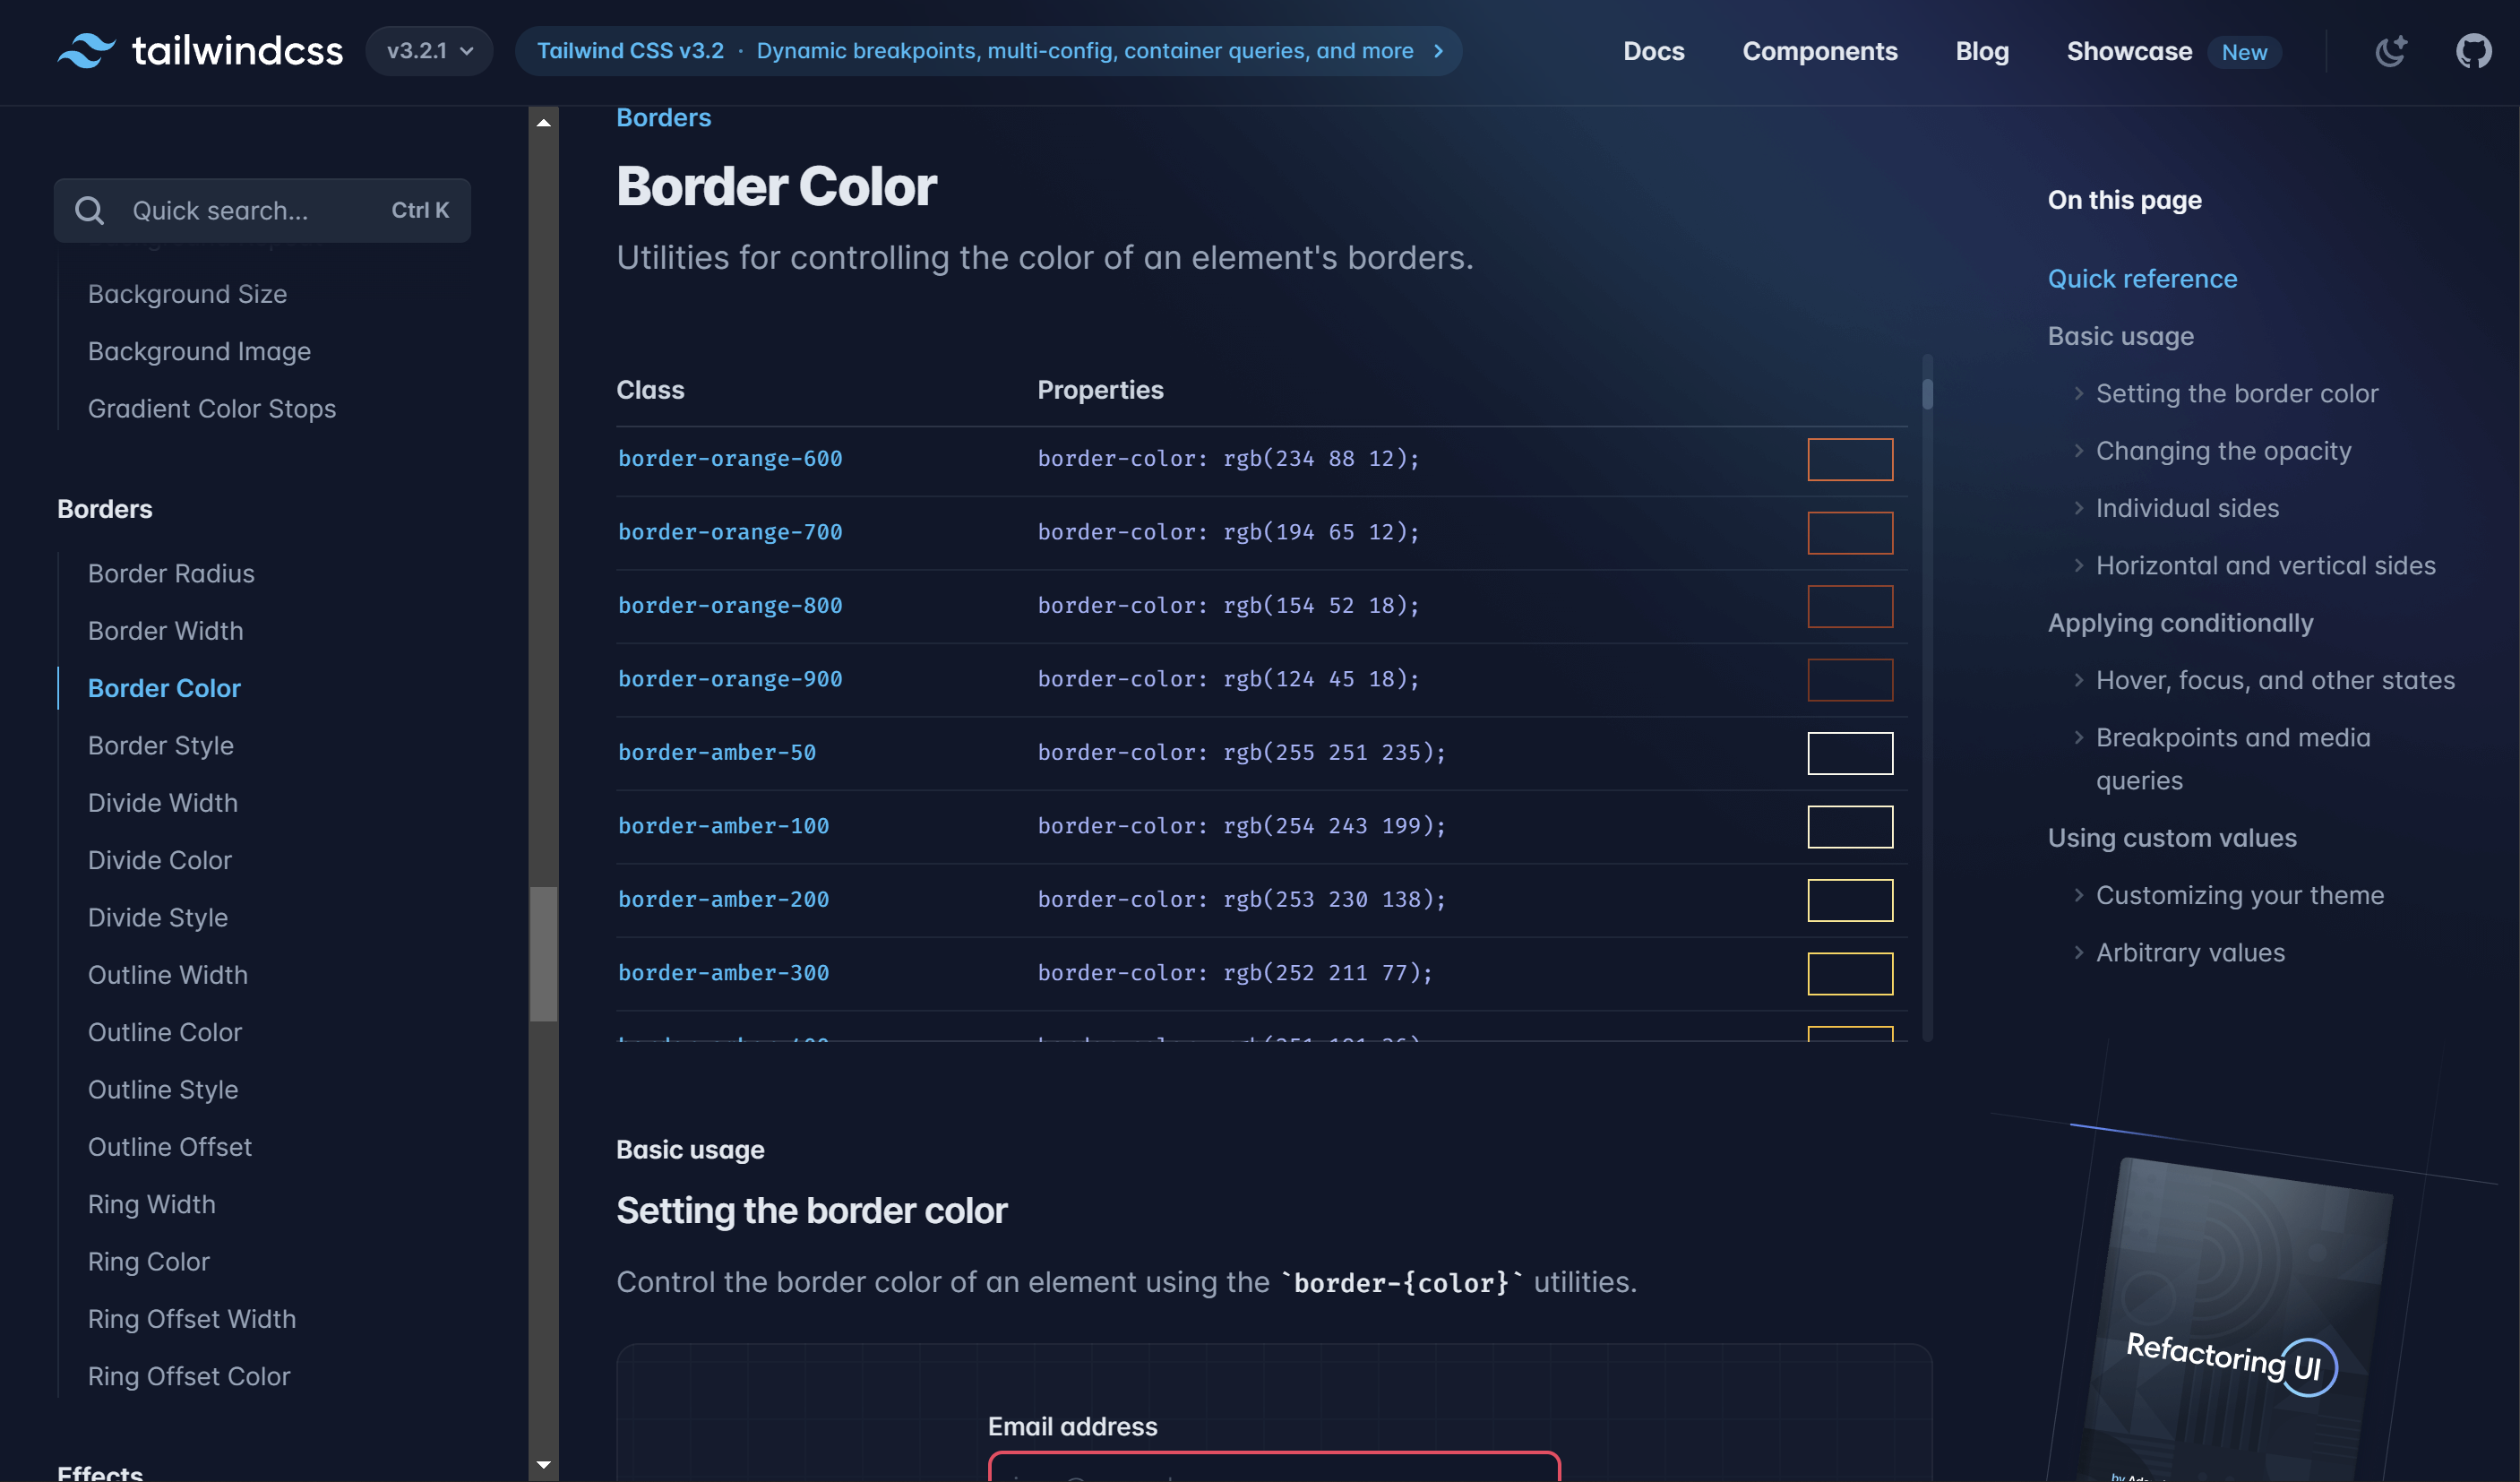 tailwindcss
v3.2.1
Tailwind CSS v3.2 · Dynamic breakpoints, multi-config, container queries, and more
Docs
Components
Blog
Showcase
New
Quick search...
Ctrl K
Background Size
Background Image
Gradient Color Stops
Borders
Border Radius
Border Width
Border Color
Border Style
Divide Width
Divide Color
Divide Style
Outline Width
Outline Color
Outline Style
Outline Offset
Ring Width
Ring Color
Ring Offset Width
Ring Offset Color
Effects
Borders
Border Color
Utilities for controlling the color of an element's borders.
Class Properties
border-orange-600 border-color: rgb(234 88 12);
border-orange-700 border-color: rgb(194 65 12);
border-orange-800 border-color: rgb(154 52 18);
border-orange-900 border-color: rgb(124 45 18);
border-amber-50 border-color: rgb(255 251 235);
border-amber-100 border-color: rgb(254 243 199);
border-amber-200 border-color: rgb(253 230 138);
border-amber-300 border-color: rgb(252 211 77);
Basic usage
Setting the border color
Control the border color of an element using the `border-{color}` utilities.
Email address
On this page
Quick reference
Basic usage
Setting the border color
Changing the opacity
Individual sides
Horizontal and vertical sides
Applying conditionally
Hover, focus, and other states
Breakpoints and media
queries
Using custom values
Customizing your theme
Arbitrary values
Refactoring UI
by